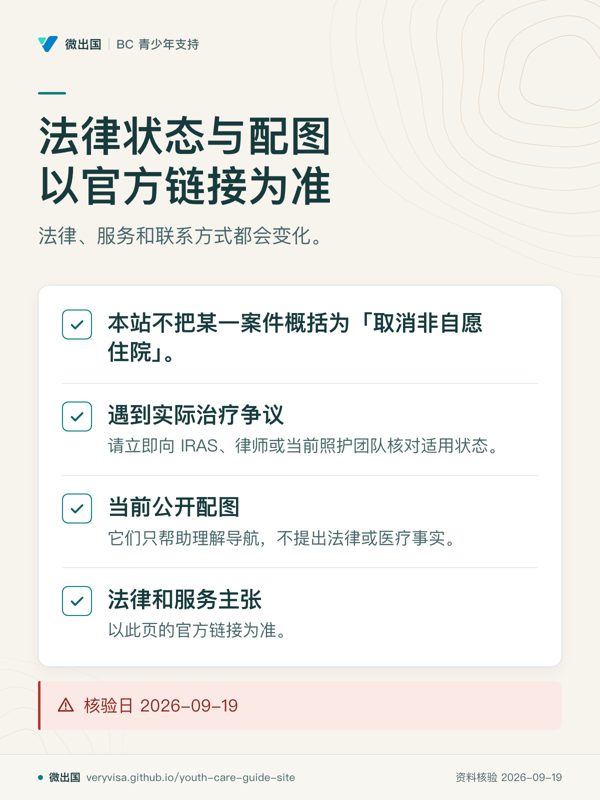 微出国 | BC 青少年支持
法律状态与配图
以官方链接为准
法律、服务和联系方式都会变化。
本站不把某一案件概括为「取消非自愿
住院」。
遇到实际治疗争议
请立即向 IRAS、律师或当前照护团队核对适用状态。
当前公开配图
它们只帮助理解导航，不提出法律或医疗事实。
法律和服务主张
以此页的官方链接为准。
核验日 2026-09-19
微出国 veryvisa.github.io/youth-care-guide-site
资料核验 2026-09-19